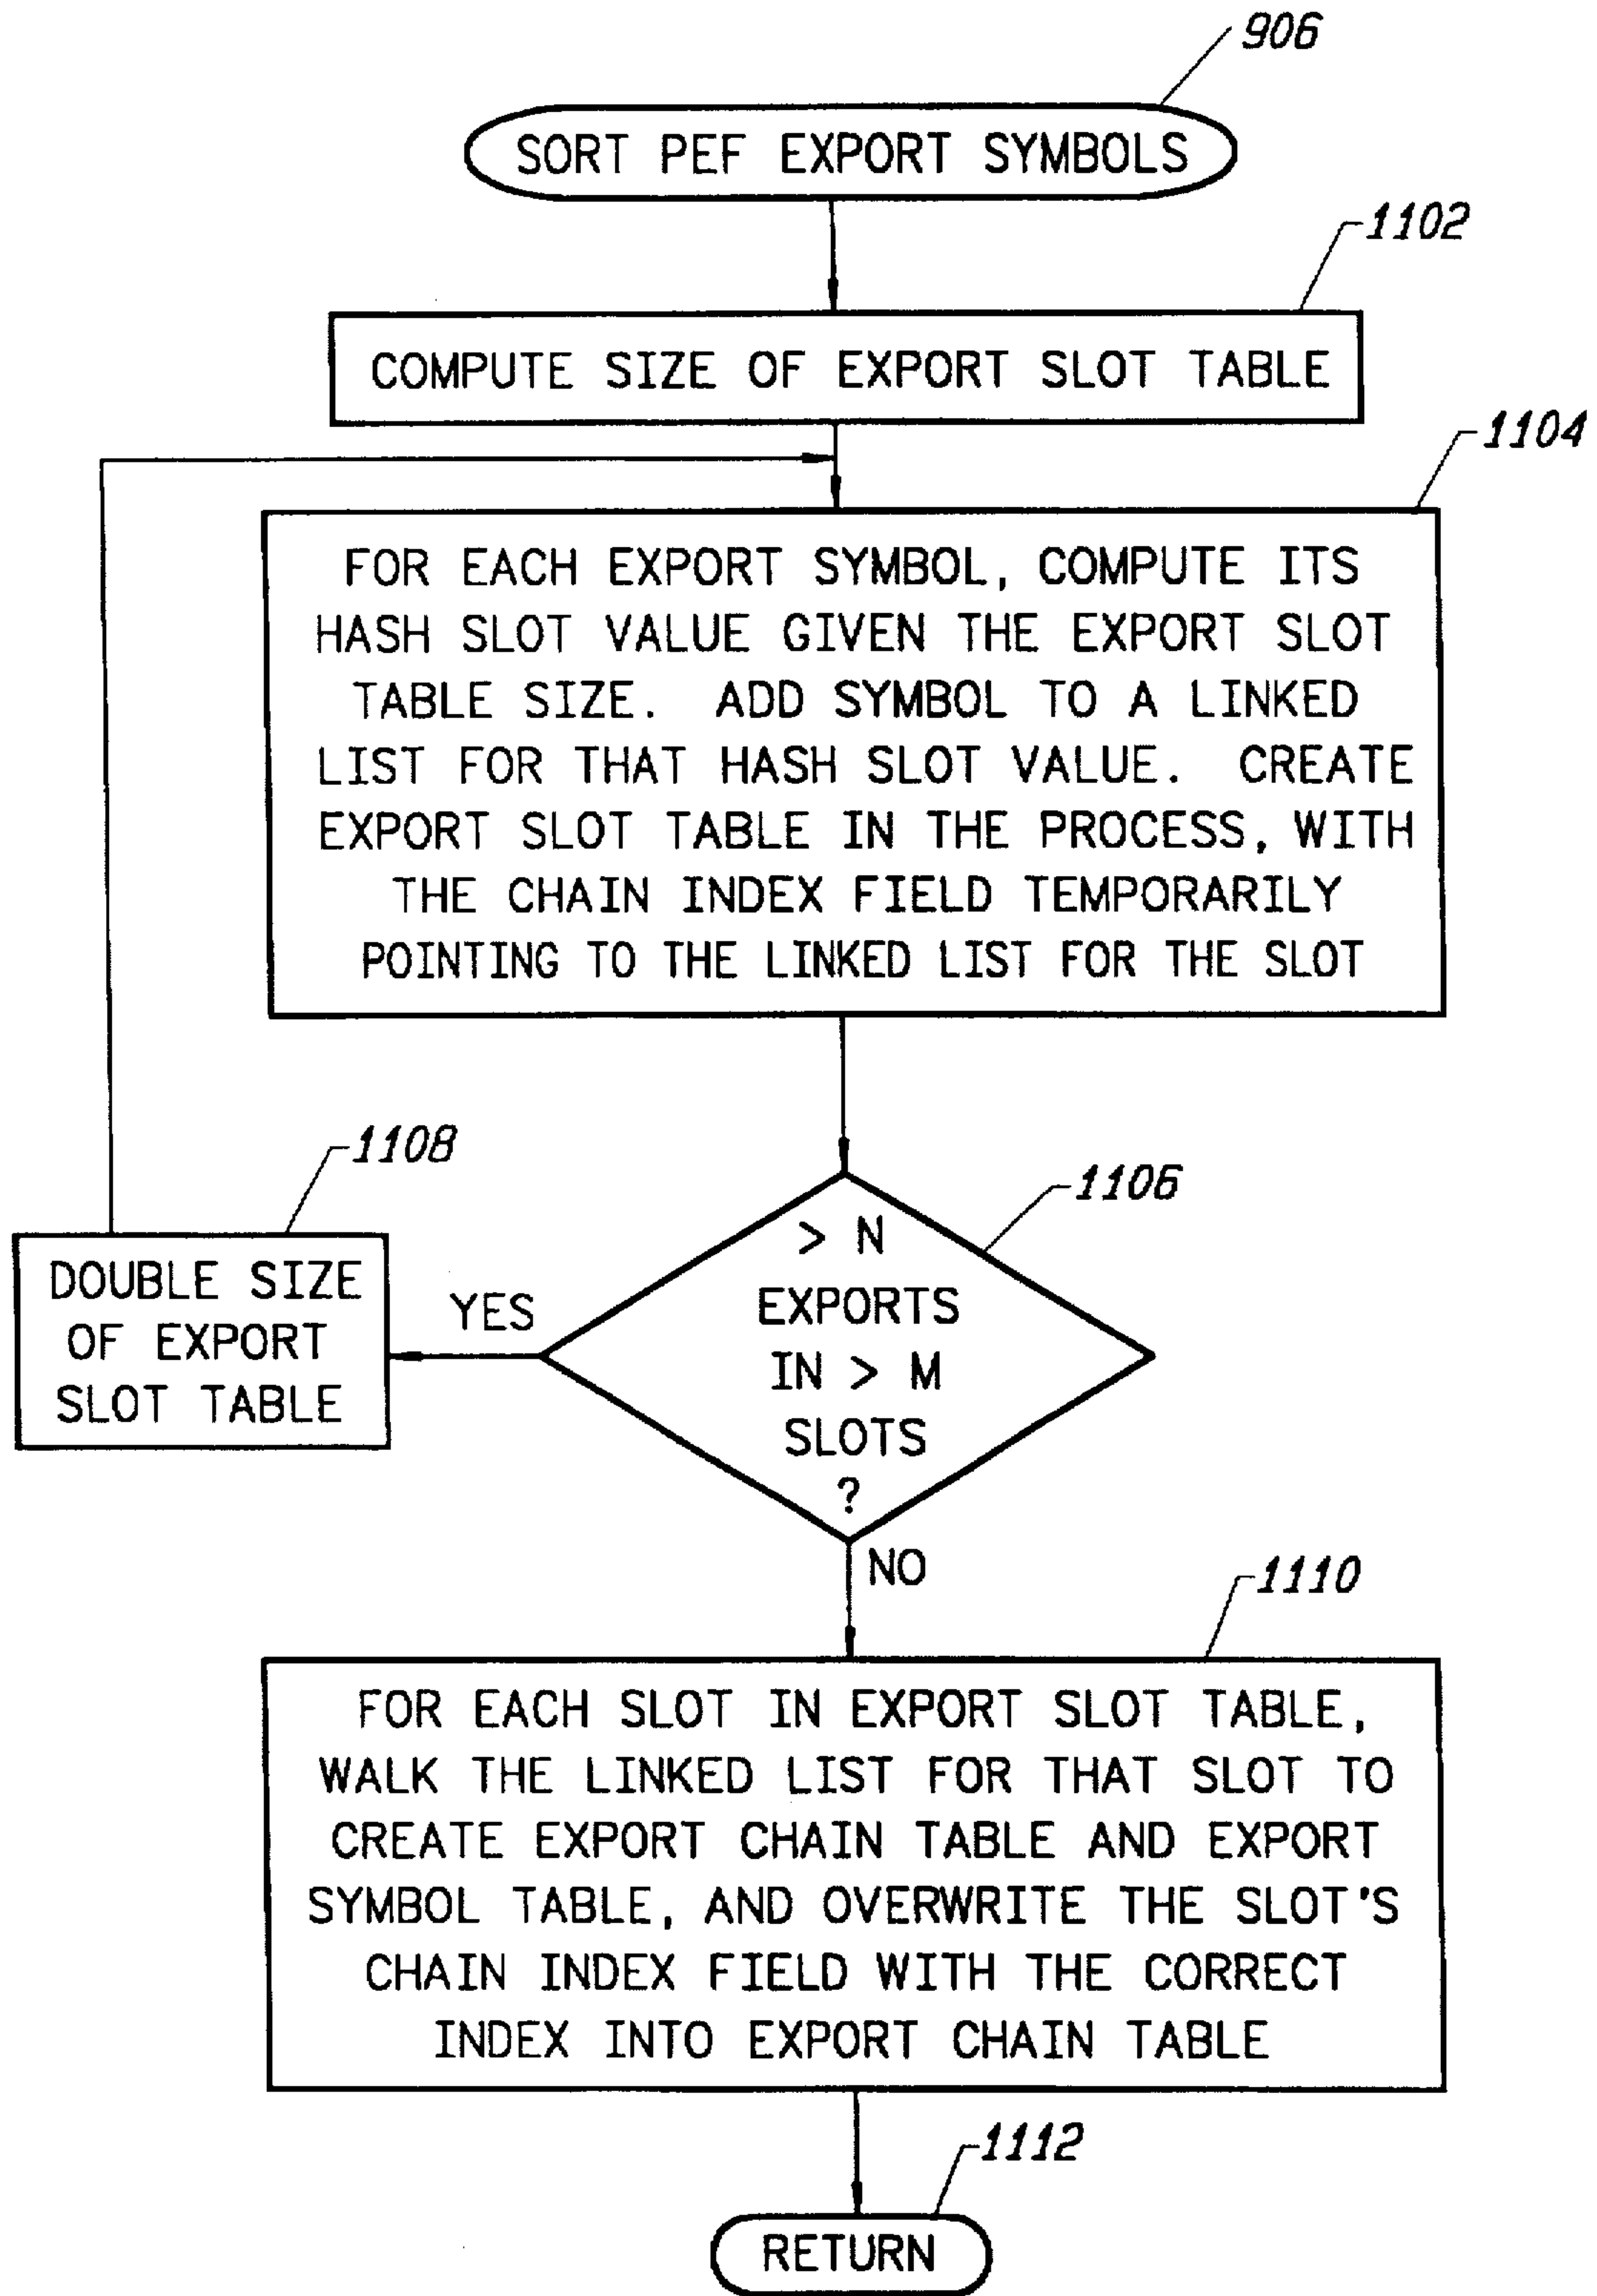 906
SORT PEF EXPORT SYMBOLS
1102
COMPUTE SIZE OF EXPORT SLOT TABLE
1104
FOR EACH EXPORT SYMBOL, COMPUTE ITS
HASH SLOT VALUE GIVEN THE EXPORT SLOT
TABLE SIZE. ADD SYMBOL TO A LINKED
LIST FOR THAT HASH SLOT VALUE. CREATE
EXPORT SLOT TABLE IN THE PROCESS, WITH
THE CHAIN INDEX FIELD TEMPORARILY
POINTING TO THE LINKED LIST FOR THE SLOT
1108
DOUBLE SIZE
OF EXPORT
SLOT TABLE
YES
1106
> N
EXPORTS
IN > M
SLOTS
?
NO
1110
FOR EACH SLOT IN EXPORT SLOT TABLE,
WALK THE LINKED LIST FOR THAT SLOT TO
CREATE EXPORT CHAIN TABLE AND EXPORT
SYMBOL TABLE, AND OVERWRITE THE SLOT'S
CHAIN INDEX FIELD WITH THE CORRECT
INDEX INTO EXPORT CHAIN TABLE
1112
RETURN